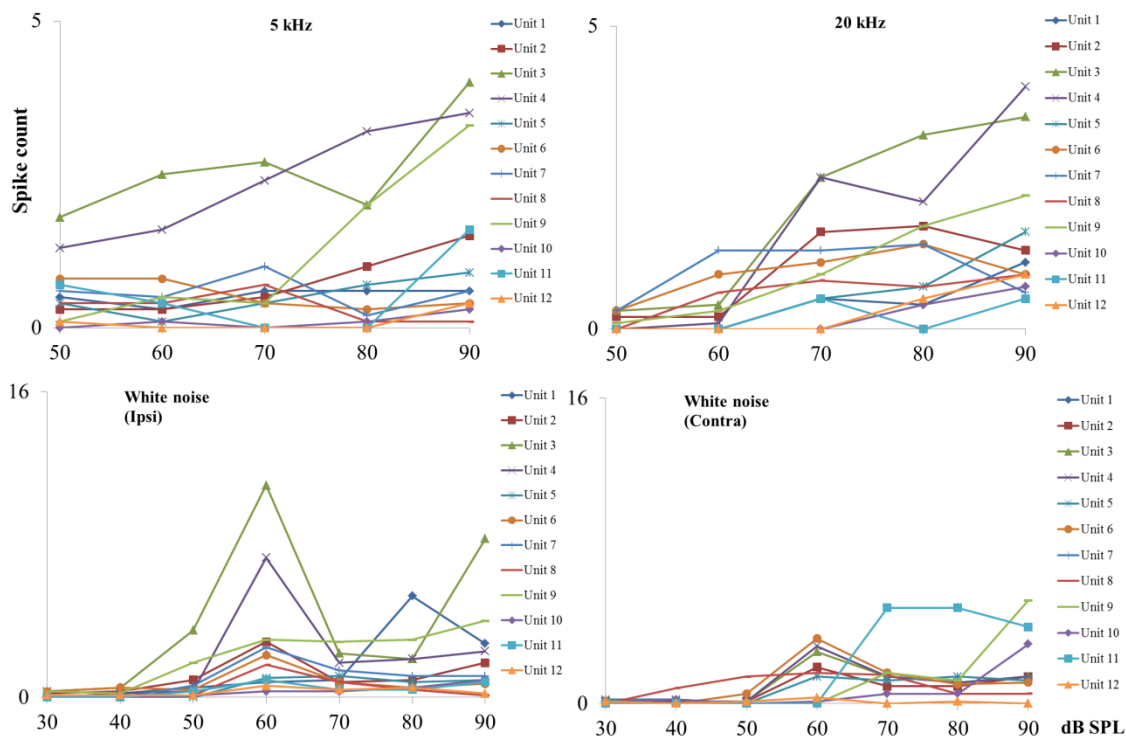 5
5 kHz
Unit 1
Unit 2
Unit 3
Unit 4
Unit 5
Unit 6
Unit 7
Unit 8
Unit 9
Unit 10
Unit 11
Unit 12
Spike count
0
50 60 70 80 90
5
20 kHz
Unit 1
Unit 2
Unit 3
Unit 4
Unit 5
Unit 6
Unit 7
Unit 8
Unit 9
Unit 10
Unit 11
Unit 12
0
50 60 70 80 90
16
White noise
(Ipsi)
Unit 1
Unit 2
Unit 3
Unit 4
Unit 5
Unit 6
Unit 7
Unit 8
Unit 9
Unit 10
Unit 11
Unit 12
0
30 40 50 60 70 80 90
16
White noise
(Contra)
Unit 1
Unit 2
Unit 3
Unit 4
Unit 5
Unit 6
Unit 7
Unit 8
Unit 9
Unit 10
Unit 11
Unit 12
0
30 40 50 60 70 80 90
dB SPL